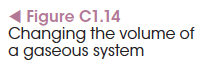 ◀ Figure C1.14
Changing the volume of
a gaseous system